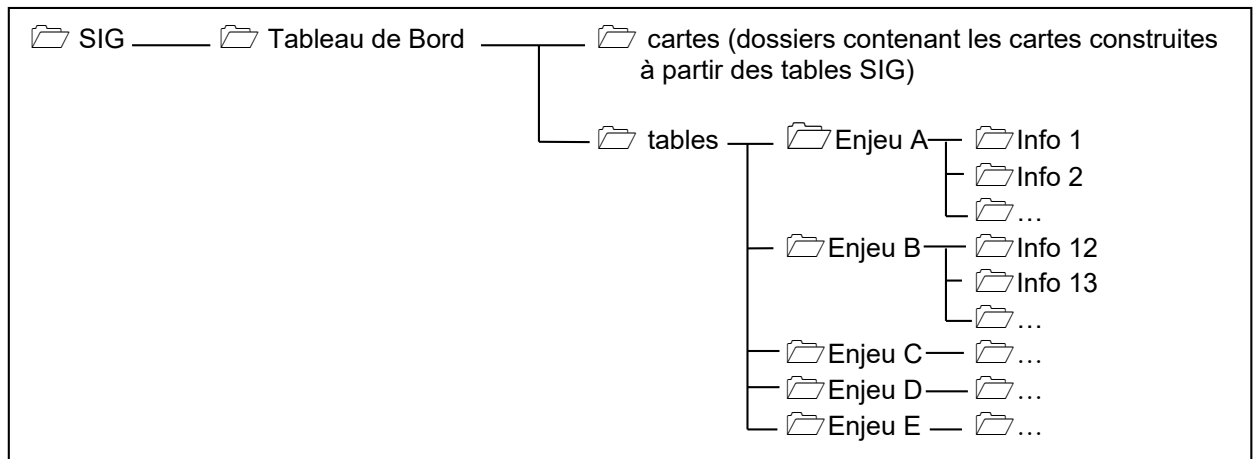 SIG Tableau de Bord cartes (dossiers contenant les cartes construites
à partir des tables SIG)
tables Enjeu A Info 1
Info 2
…
Enjeu B Info 12
Info 13
…
Enjeu C …
Enjeu D …
Enjeu E …